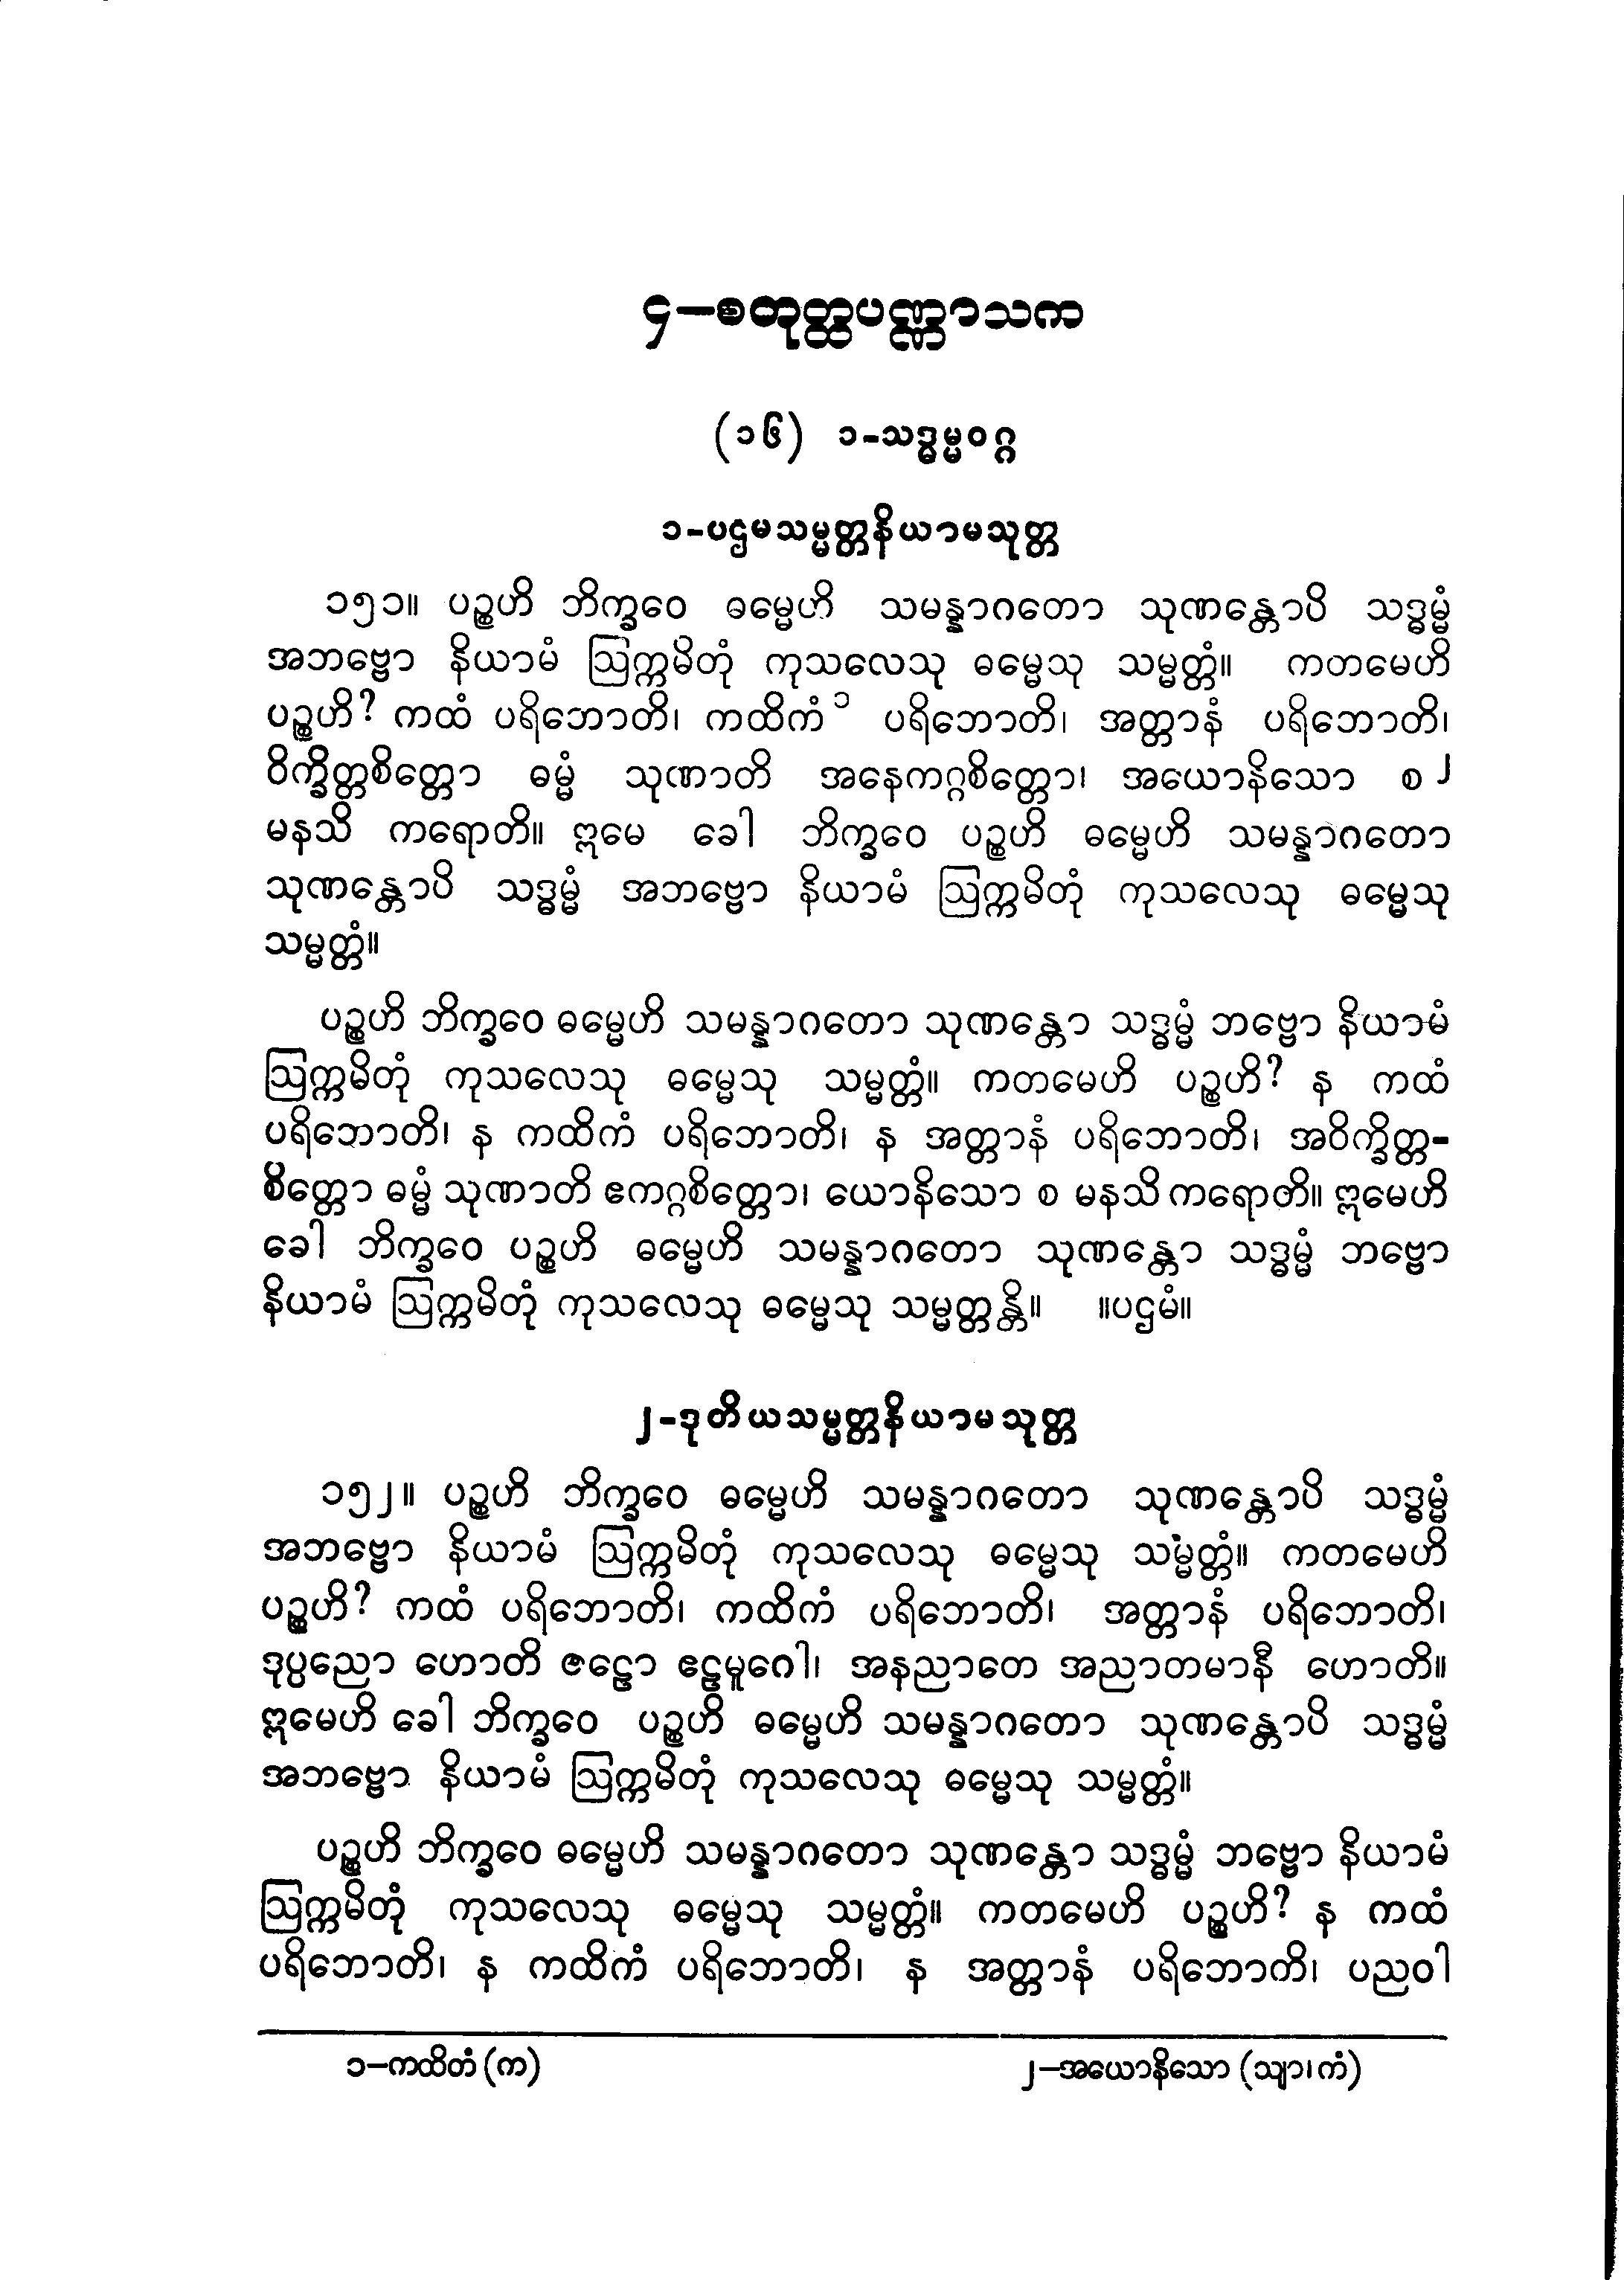 ၄–စတုတ္ထပဏ္ဏာသက
(၁၆) ၁-သဒ္ဓမ္မဝဂ္ဂ
၁-ပဌမသမ္မတ္တနိယာမသုတ္တ
၁၅၁။ ပဉ္စဟိ ဘိက္ခဝေ ဓမ္မေဟိ သမန္နာဂတော သုဏန္တောပိ သဒ္ဓမ္မံ
အဘဗ္ဗော နိယာမံ ဩက္ကမိတုံ ကုသလေသု ဓမ္မေသု သမ္မတ္တံ။ ကတမေဟိ
ပဉ္စဟိ? ကထံ ပရိဘောတိ၊ ကထိကံ ၁ ပရိဘောတိ၊ အတ္တာနံ ပရိဘောတိ၊
ဝိက္ခိတ္တစိတ္တော ဓမ္မံ သုဏာတိ အနေကဂ္ဂစိတ္တော၊ အယောနိသော စ ၂
မနသိ ကရောတိ။ ဣမေ ခေါ ဘိက္ခဝေ ပဉ္စဟိ ဓမ္မေဟိ သမန္နာဂတော
သုဏန္တောပိ သဒ္ဓမ္မံ အဘဗ္ဗော နိယာမံ ဩက္ကမိတုံ ကုသလေသု ဓမ္မေသု
သမ္မတ္တံ။
ပဉ္စဟိ ဘိက္ခဝေ ဓမ္မေဟိ သမန္နာဂတော သုဏန္တော သဒ္ဓမ္မံ ဘဗ္ဗော နိယာမံ
ဩက္ကမိတုံ ကုသလေသု ဓမ္မေသု သမ္မတ္တံ။ ကတမေဟိ ပဉ္စဟိ? န ကထံ
ပရိဘောတိ၊ န ကထိကံ ပရိဘောတိ၊ န အတ္တာနံ ပရိဘောတိ၊ အဝိက္ခိတ္တ-
စိတ္တော ဓမ္မံ သုဏာတိ ဧကဂ္ဂစိတ္တော၊ ယောနိသော စ မနသိ ကရောတိ။ ဣမေဟိ
ခေါ ဘိက္ခဝေ ပဉ္စဟိ ဓမ္မေဟိ သမန္နာဂတော သုဏန္တော သဒ္ဓမ္မံ ဘဗ္ဗော
နိယာမံ ဩက္ကမိတုံ ကုသလေသု ဓမ္မေသု သမ္မတ္တန္တိ။ ။ပဌမံ။
၂-ဒုတိယသမ္မတ္တနိယာမသုတ္တ
၁၅၂။ ပဉ္စဟိ ဘိက္ခဝေ ဓမ္မေဟိ သမန္နာဂတော သုဏန္တောပိ သဒ္ဓမ္မံ
အဘဗ္ဗော နိယာမံ ဩက္ကမိတုံ ကုသလေသု ဓမ္မေသု သမ္မတ္တံ။ ကတမေဟိ
ပဉ္စဟိ? ကထံ ပရိဘောတိ၊ ကထိကံ ပရိဘောတိ၊ အတ္တာနံ ပရိဘောတိ၊
ဒုပ္ပညော ဟောတိ ဇဠော ဧဠမူဂေါ၊ အနညာတေ အညာတမာနီ ဟောတိ။
ဣမေဟိ ခေါ ဘိက္ခဝေ ပဉ္စဟိ ဓမ္မေဟိ သမန္နာဂတော သုဏန္တောပိ သဒ္ဓမ္မံ
အဘဗ္ဗော နိယာမံ ဩက္ကမိတုံ ကုသလေသု ဓမ္မေသု သမ္မတ္တံ။
ပဉ္စဟိ ဘိက္ခဝေ ဓမ္မေဟိ သမန္နာဂတော သုဏန္တော သဒ္ဓမ္မံ ဘဗ္ဗော နိယာမံ
ဩက္ကမိတုံ ကုသလေသု ဓမ္မေသု သမ္မတ္တံ။ ကတမေဟိ ပဉ္စဟိ? န ကထံ
ပရိဘောတိ၊ န ကထိကံ ပရိဘောတိ၊ န အတ္တာနံ ပရိဘောတိ၊ ပညဝါ
၁–ကထိတံ (က) ၂–အယောနိသော (သျာ၊ ကံ)